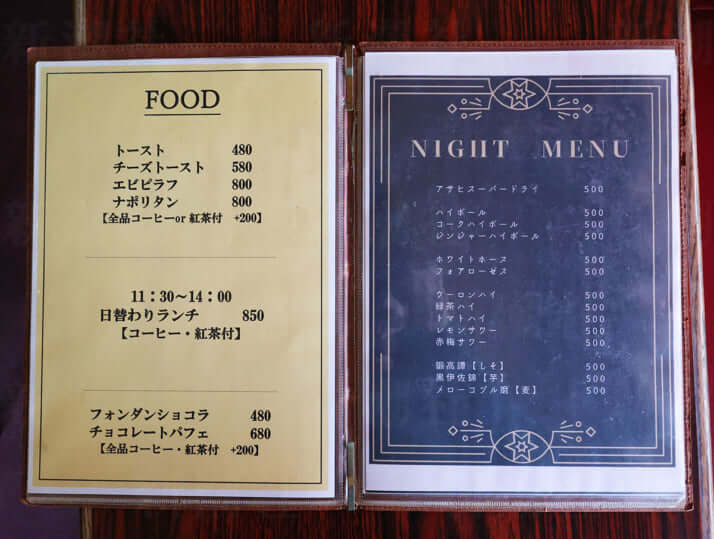 FOOD
トースト 480
チーズトースト 580
エビピラフ 800
ナポリタン 800
【全品コーヒーor 紅茶付 +200】
11：30〜14：00
日替わりランチ 850
【コーヒー・紅茶付】
フォンダンショコラ 480
チョコレートパフェ 680
【全品コーヒー・紅茶付 +200】
NIGHT MENU
アサヒスーパードライ 500
ハイボール 500
コークハイボール 500
ジンジャーハイボール 500
ホワイトホース 500
フォアローゼス 500
ウーロンハイ 500
緑茶ハイ 500
トマトハイ 500
レモンサワー 500
赤梅サワー 500
鍛高譚【しそ】 500
黒伊佐錦【芋】 500
メローコヅル磨【麦】 500